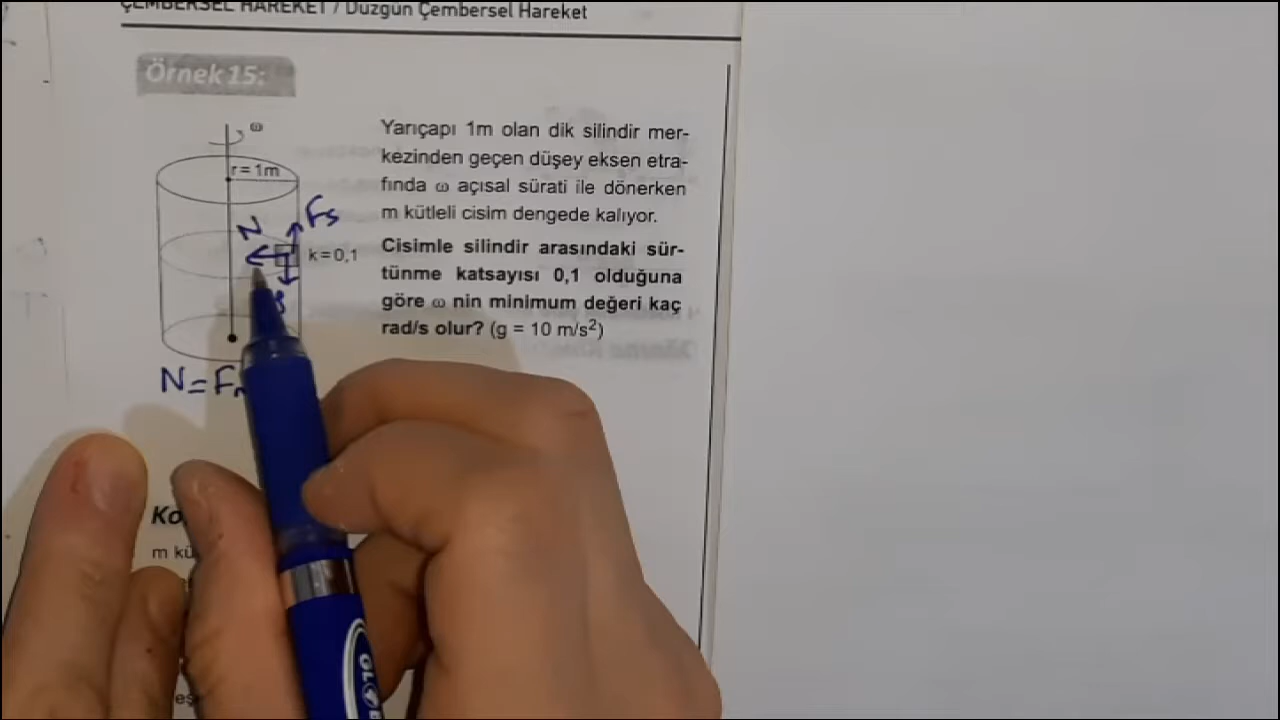 ÇEMBERSEL HAREKET / Düzgün Çembersel Hareket
Örnek 15:
ω
r = 1m
Fs
N
k = 0,1
N = F
Yarıçapı 1m olan dik silindir mer-
kezinden geçen düşey eksen etra-
fında ω açısal sürati ile dönerken
m kütleli cisim dengede kalıyor.
Cisimle silindir arasındaki sür-
tünme katsayısı 0,1 olduğuna
göre ω nin minimum değeri kaç
rad/s olur? (g = 10 m/s²)
m